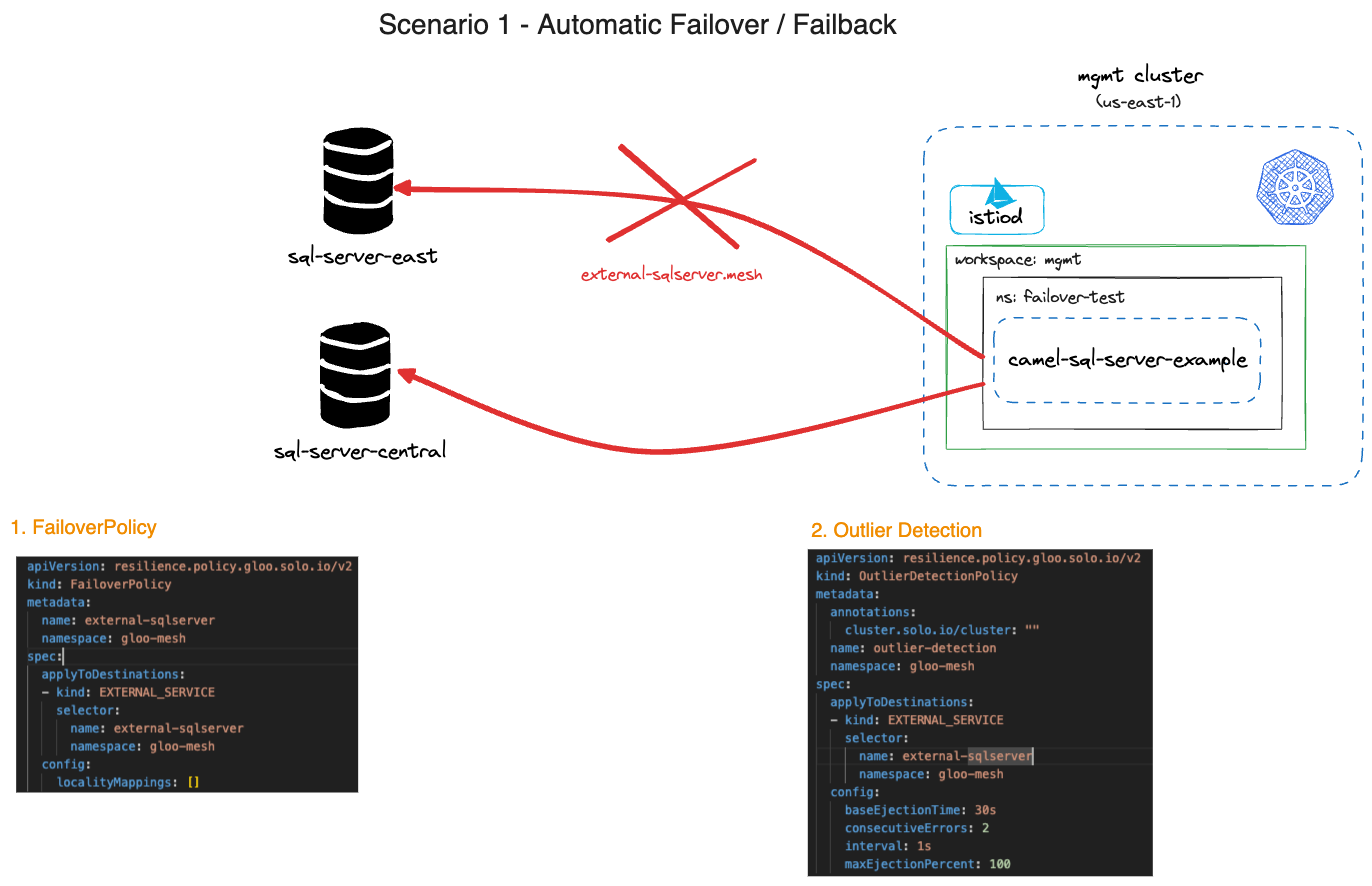 Scenario 1 - Automatic Failover / Failback
mgmt cluster
(us-east-1)
istiod
sql-server-east
external-sqlserver.mesh
workspace: mgmt
ns: failover-test
camel-sql-server-example
sql-server-central
1. FailoverPolicy
apiVersion: resilience.policy.gloo.solo.io/v2
kind: FailoverPolicy
metadata:
  name: external-sqlserver
  namespace: gloo-mesh
spec:
  applyToDestinations:
  - kind: EXTERNAL_SERVICE
    selector:
      name: external-sqlserver
      namespace: gloo-mesh
  config:
    localityMappings: []
2. Outlier Detection
apiVersion: resilience.policy.gloo.solo.io/v2
kind: OutlierDetectionPolicy
metadata:
  annotations:
    cluster.solo.io/cluster: ""
  name: outlier-detection
  namespace: gloo-mesh
spec:
  applyToDestinations:
  - kind: EXTERNAL_SERVICE
    selector:
      name: external-sqlserver
      namespace: gloo-mesh
  config:
    baseEjectionTime: 30s
    consecutiveErrors: 2
    interval: 1s
    maxEjectionPercent: 100